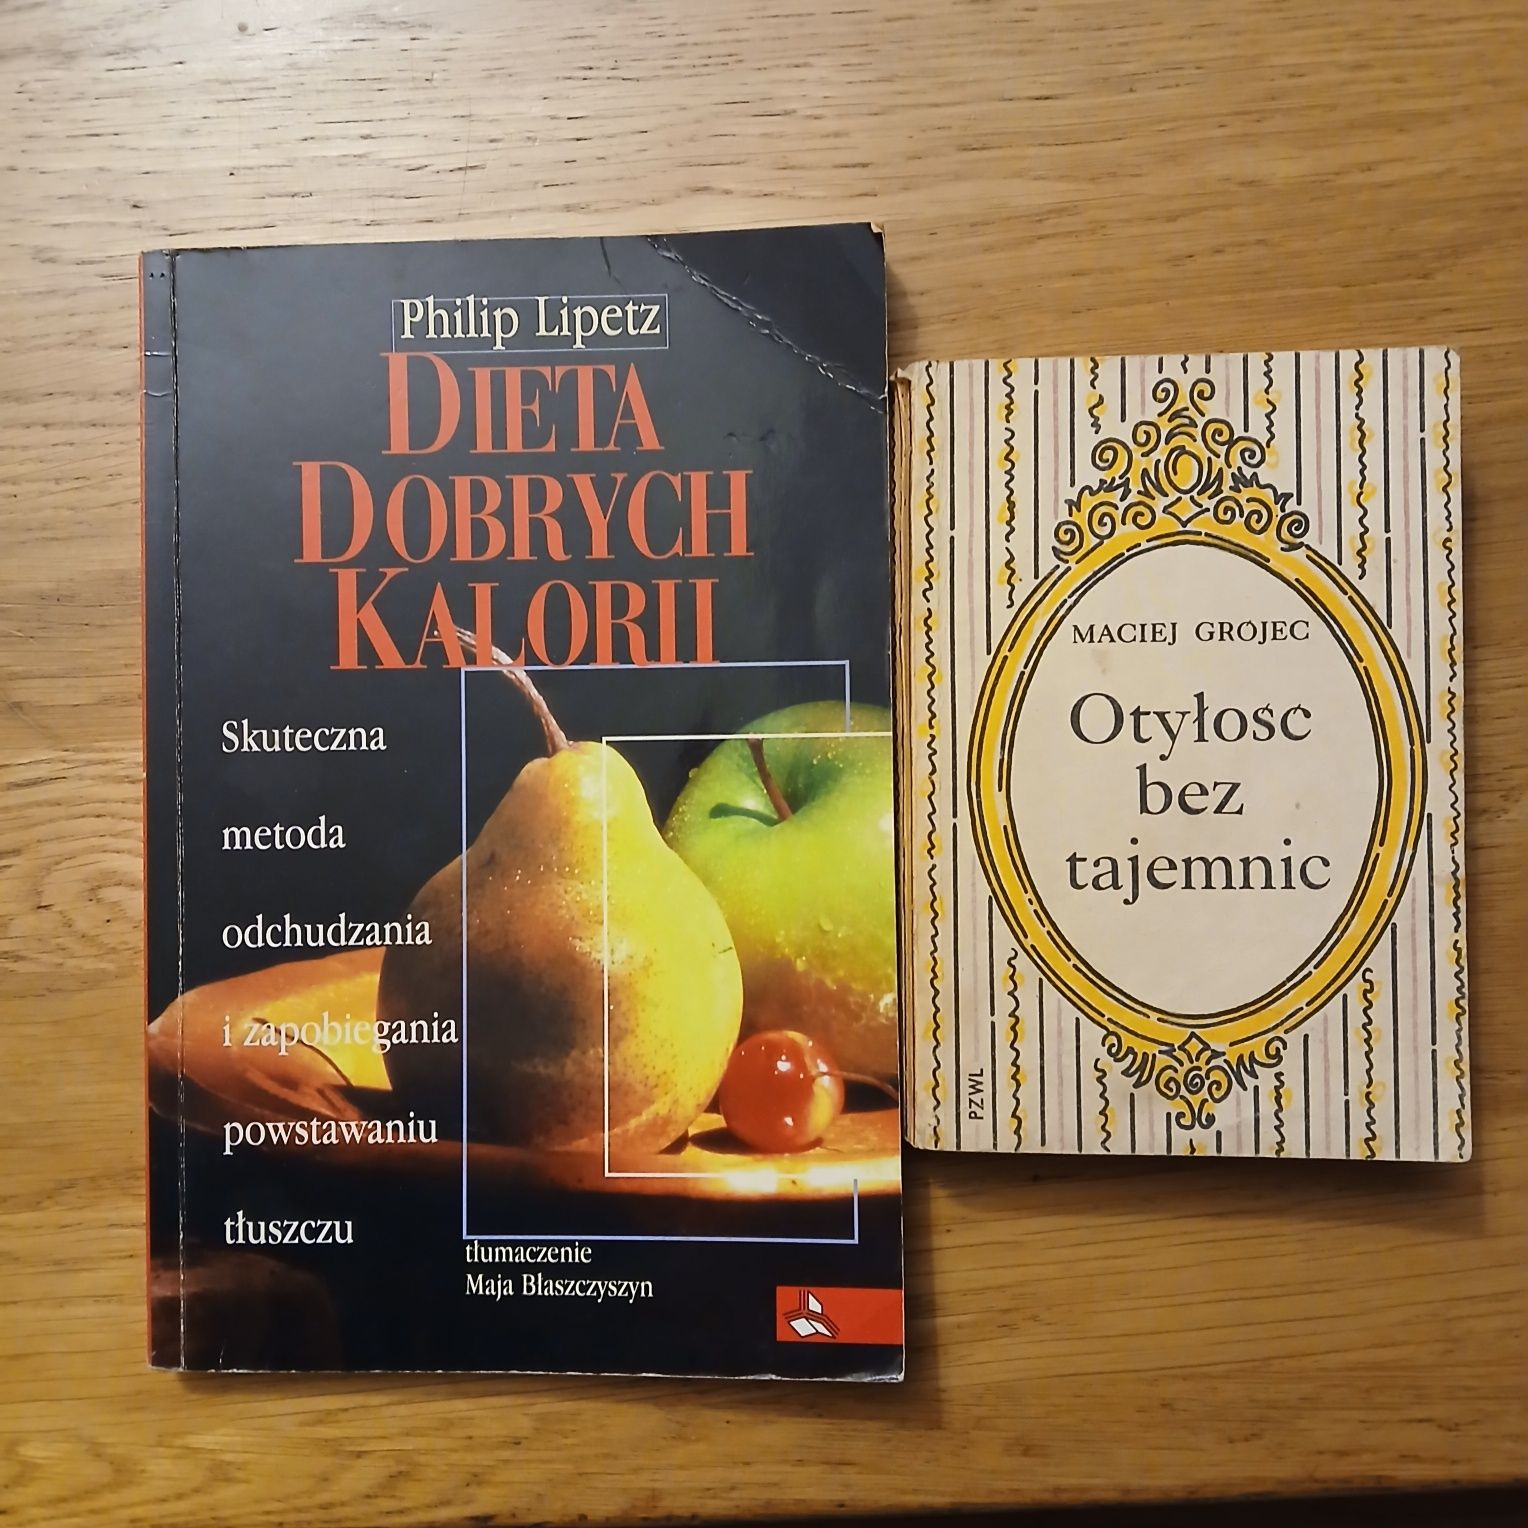 Philip Lipetz
DIETA
DOBRYCH
KALORII
Skuteczna
metoda
odchudzania
i zapobiegania
powstawaniu
tłuszczu
tłumaczenie
Maja Błaszczyszyn
MACIEJ GRÓJEC
Otyłość
bez
tajemnic
PZWL